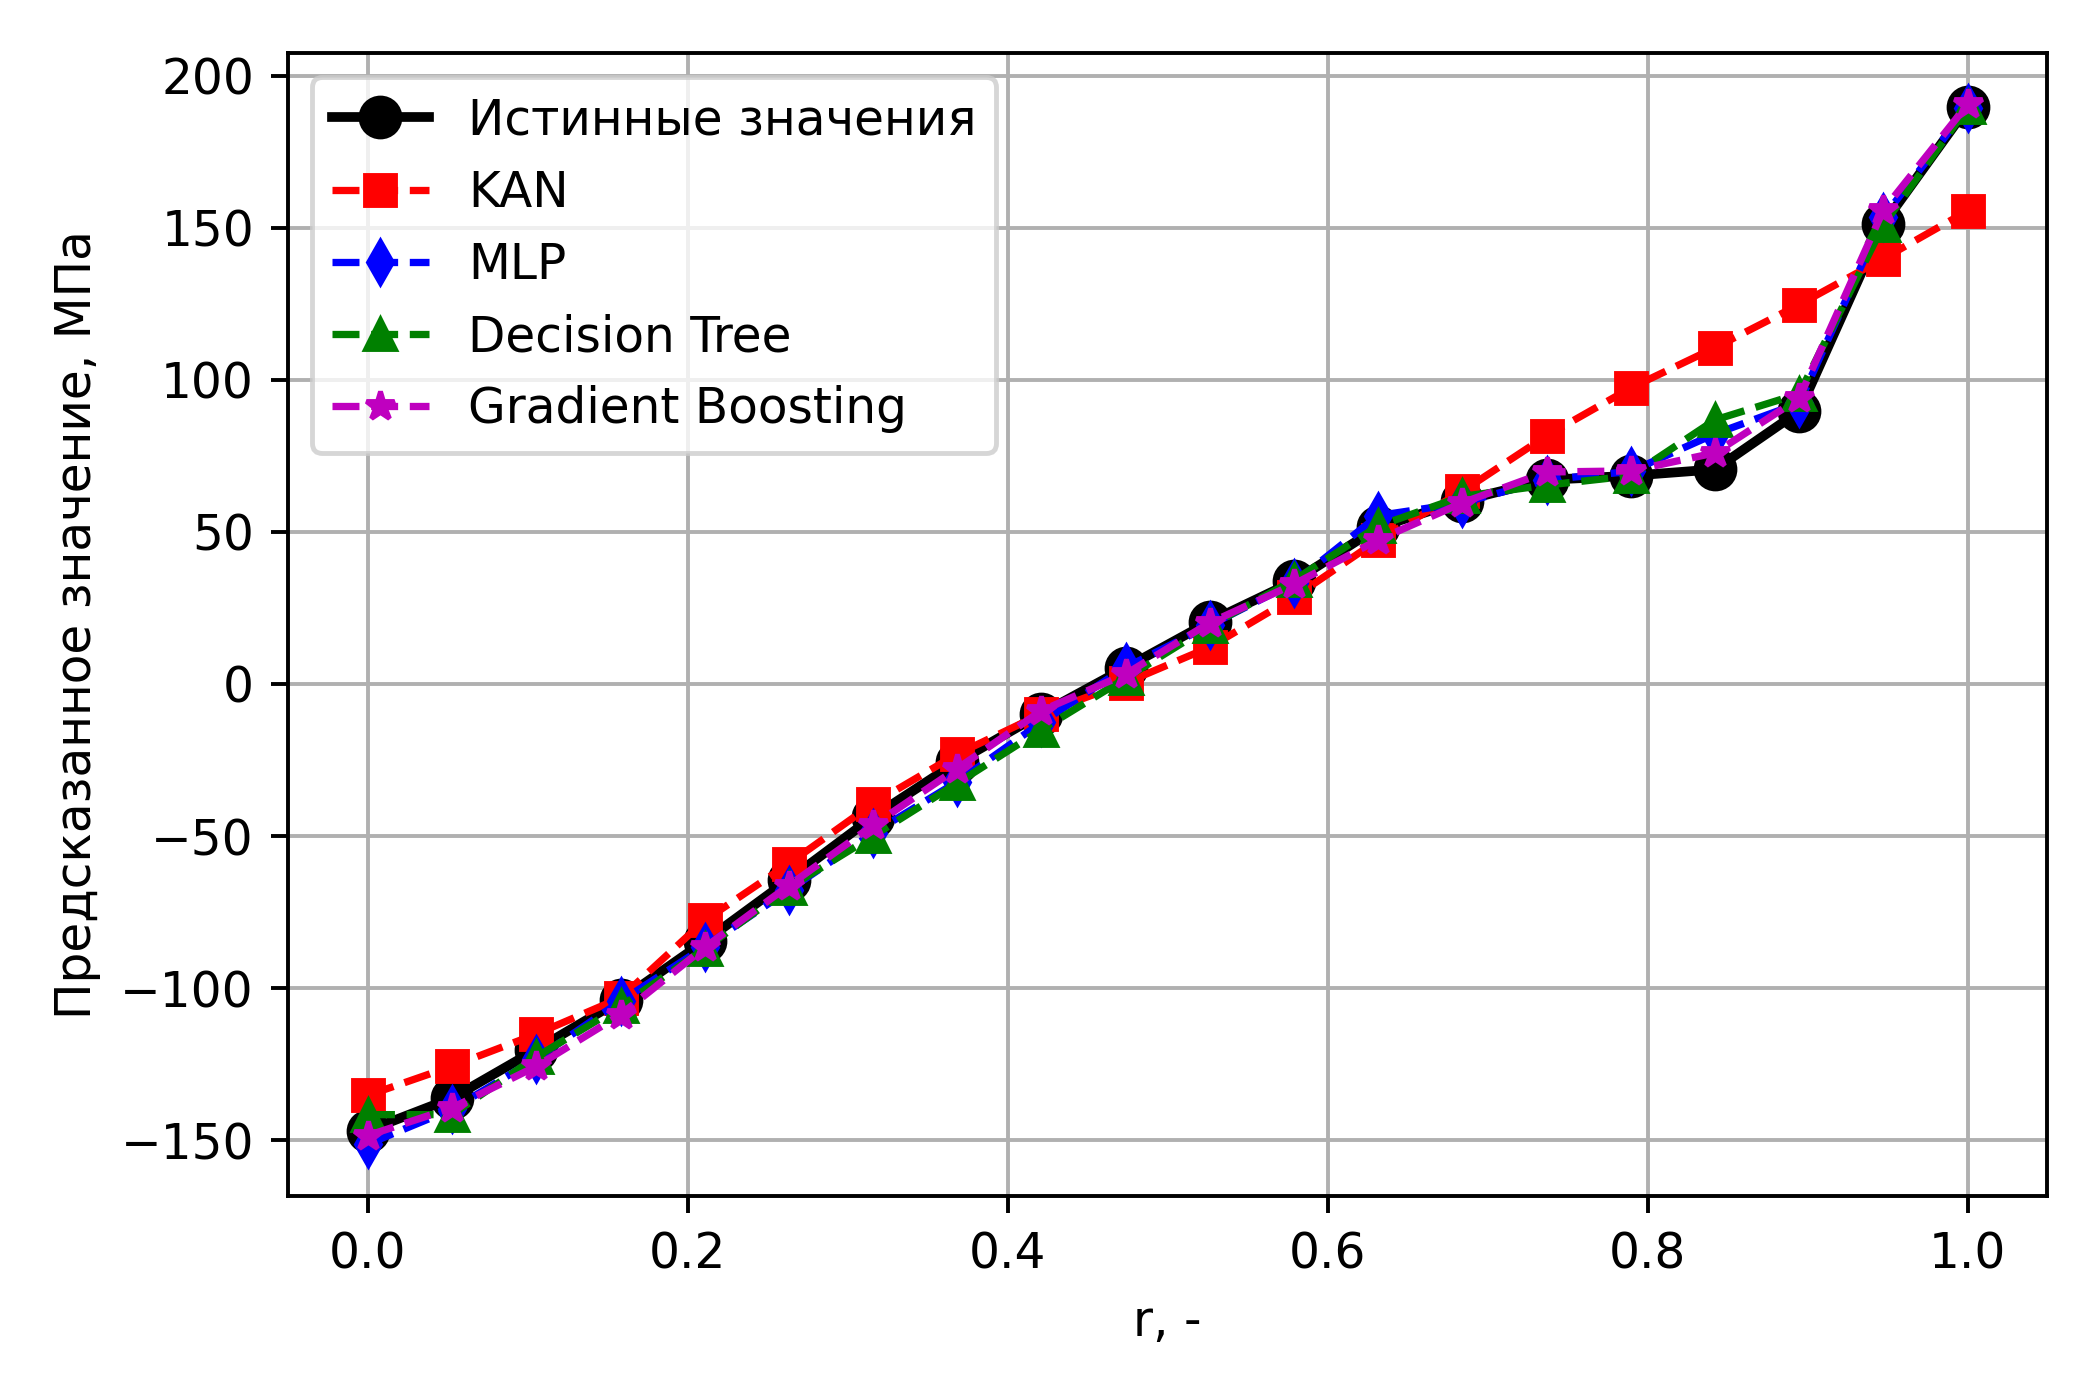 Предсказанное значение, МПа
200
150
100
50
0
−50
−100
−150
Истинные значения
KAN
MLP
Decision Tree
Gradient Boosting
0.0 0.2 0.4 0.6 0.8 1.0
r, -